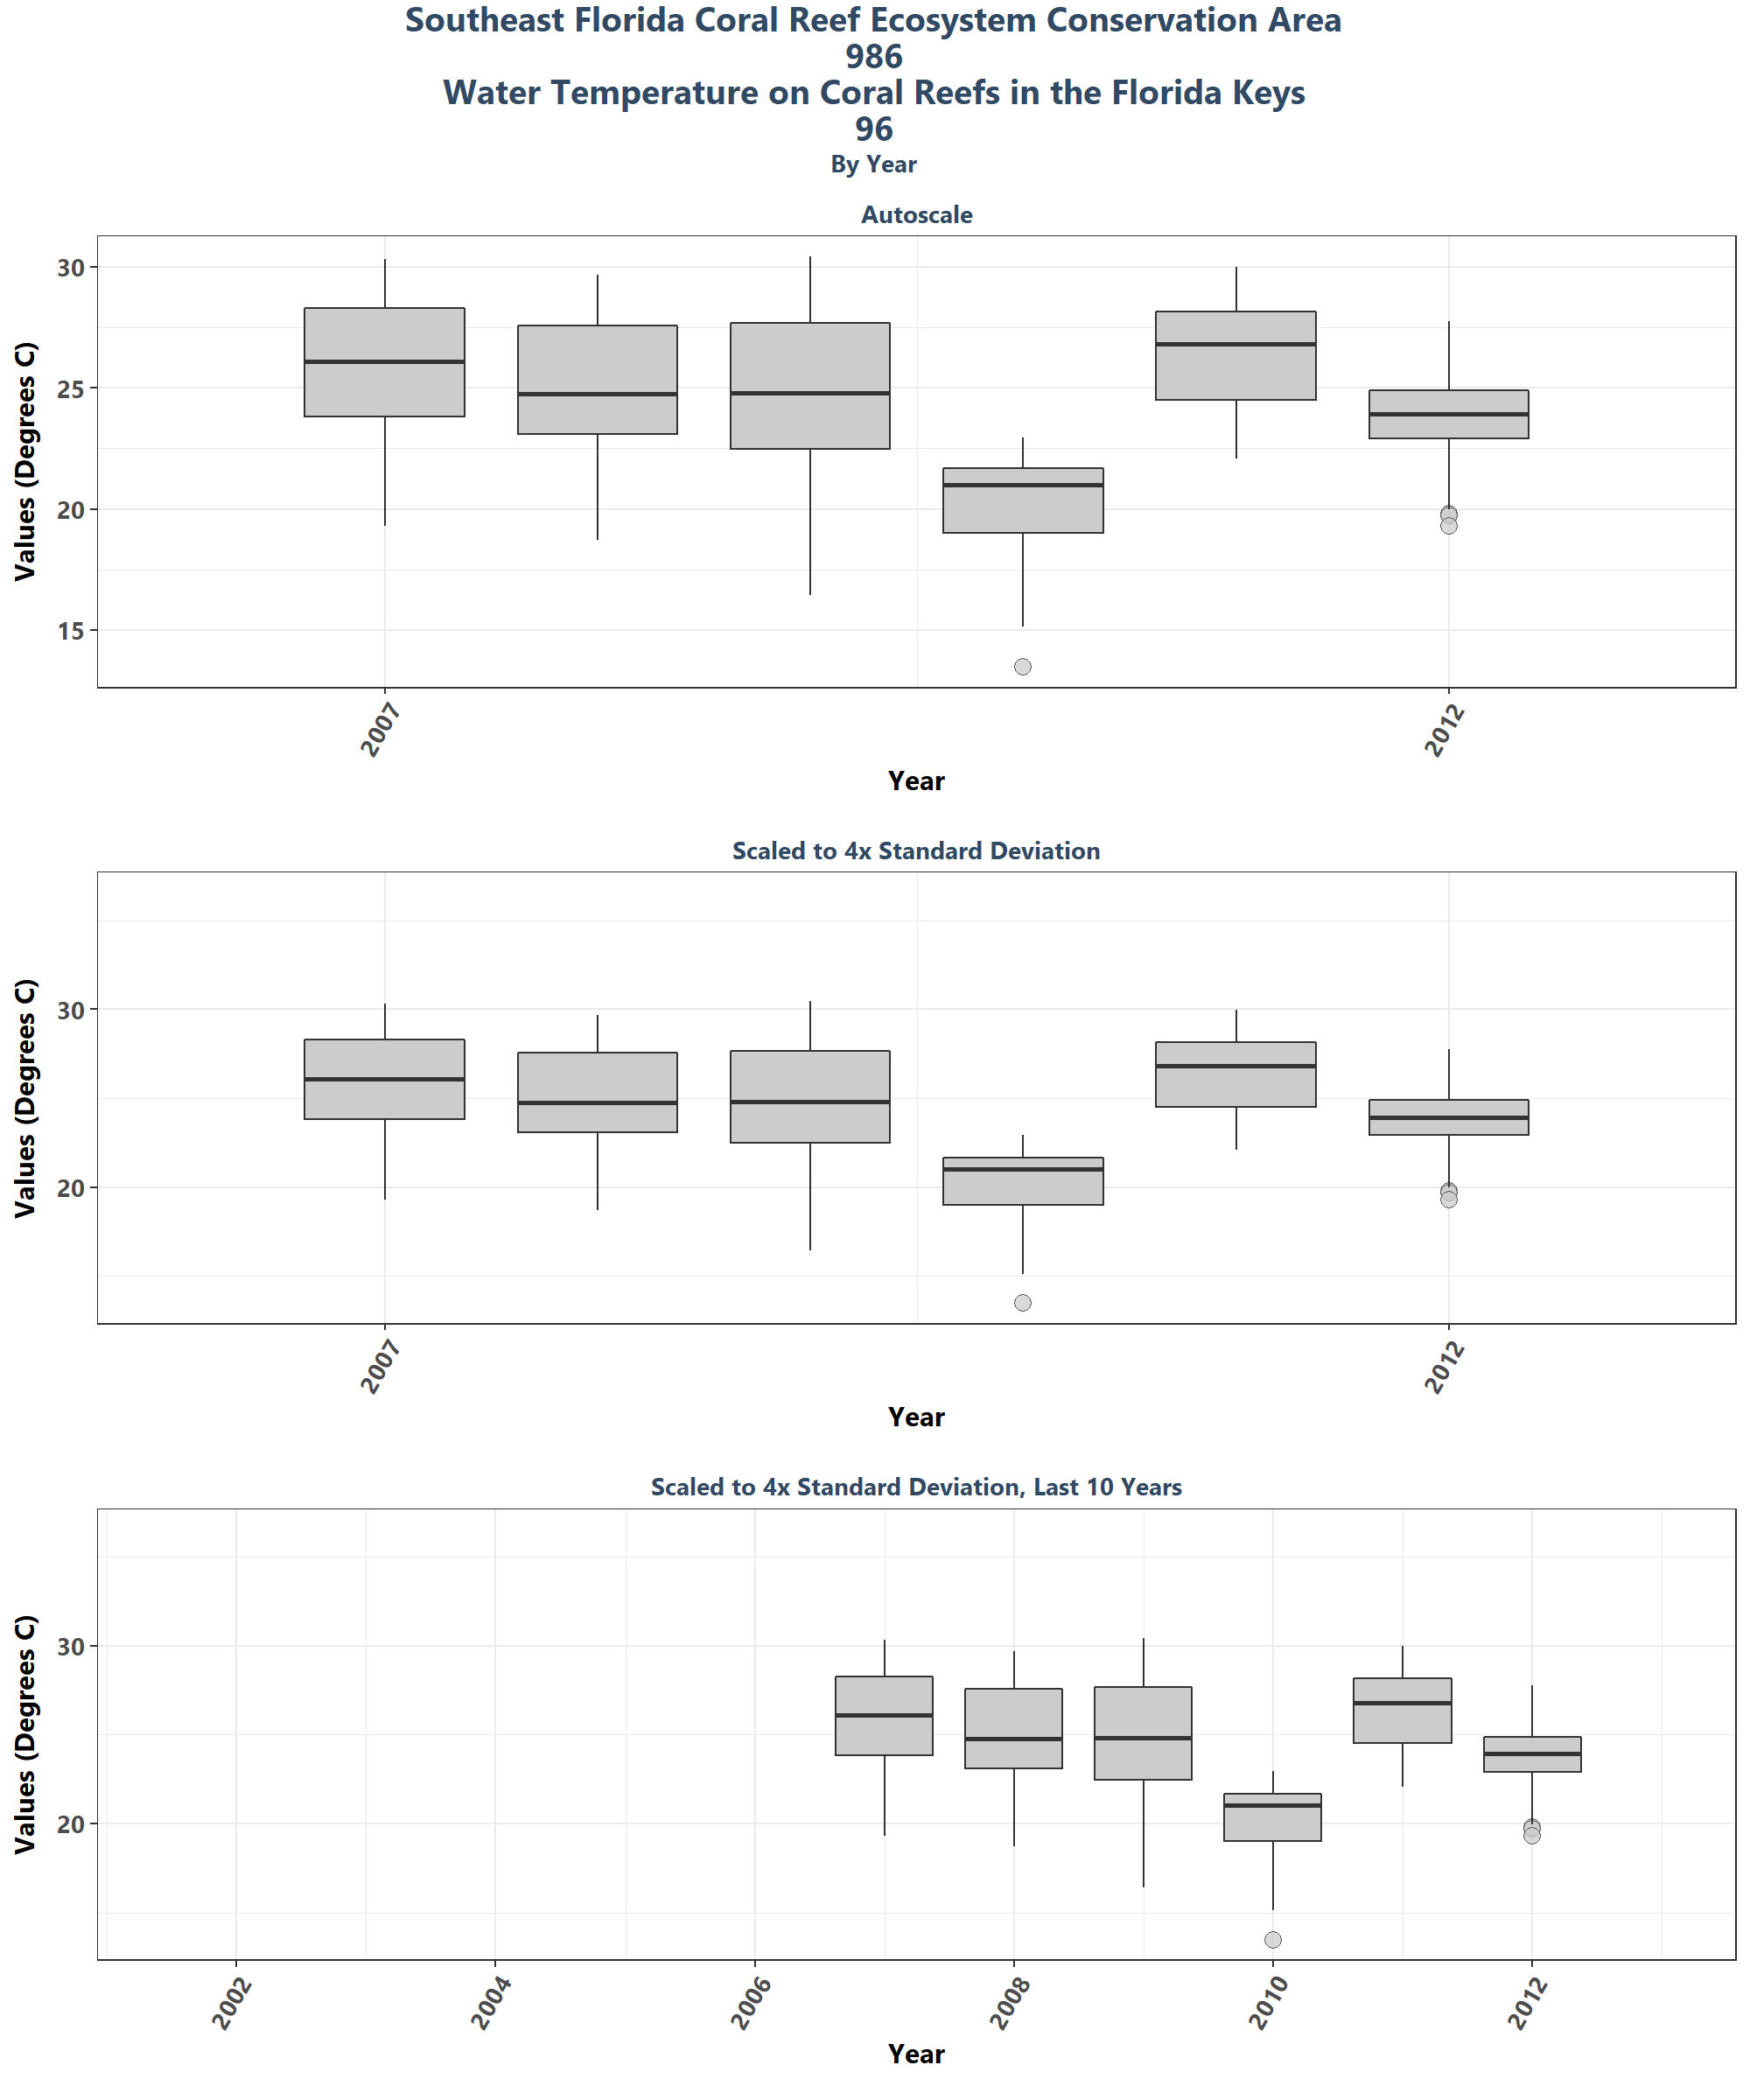 Southeast Florida Coral Reef Ecosystem Conservation Area
986
Water Temperature on Coral Reefs in the Florida Keys
96
By Year
Autoscale
Values (Degrees C)
30
25
20
15
2007
2012
Year
Scaled to 4x Standard Deviation
Values (Degrees C)
30
20
2007
2012
Year
Scaled to 4x Standard Deviation, Last 10 Years
Values (Degrees C)
30
20
2002
2004
2006
2008
2010
2012
Year